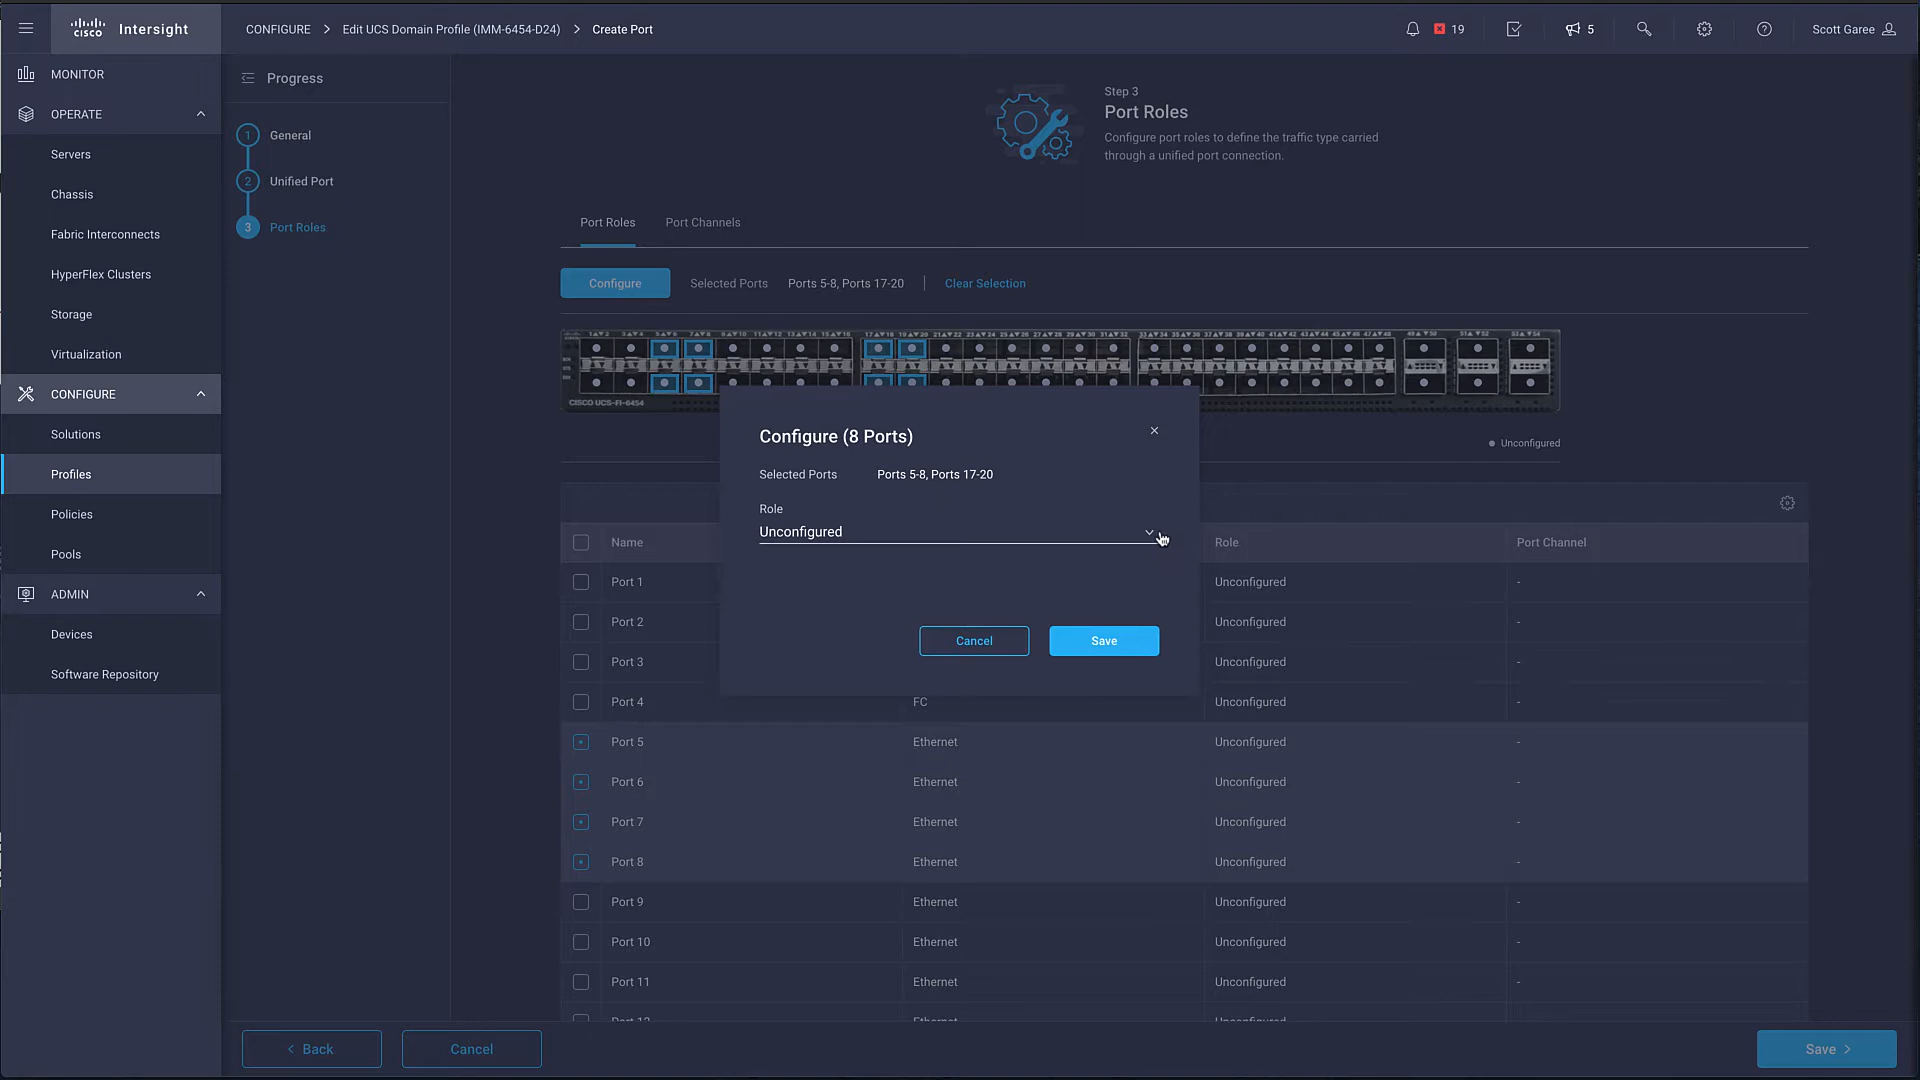 cisco Intersight
CONFIGURE > Edit UCS Domain Profile (IMM-6454-D24) > Create Port
19
5
Scott Garee
MONITOR
OPERATE
Servers
Chassis
Fabric Interconnects
HyperFlex Clusters
Storage
Virtualization
CONFIGURE
Solutions
Profiles
Policies
Pools
ADMIN
Devices
Software Repository
Progress
1 General
2 Unified Port
3 Port Roles
Step 3
Port Roles
Configure port roles to define the traffic type carried
through a unified port connection.
Port Roles Port Channels
Configure Selected Ports Ports 5-8, Ports 17-20 Clear Selection
CISCO UCS-FI-6454
Unconfigured
Configure (8 Ports)
Selected Ports Ports 5-8, Ports 17-20
Role
Unconfigured
Cancel Save
Name Role Port Channel
Port 1 Unconfigured -
Port 2 Unconfigured -
Port 3 Unconfigured -
Port 4 FC Unconfigured -
Port 5 Ethernet Unconfigured -
Port 6 Ethernet Unconfigured -
Port 7 Ethernet Unconfigured -
Port 8 Ethernet Unconfigured -
Port 9 Ethernet Unconfigured -
Port 10 Ethernet Unconfigured -
Port 11 Ethernet Unconfigured -
< Back Cancel Save >